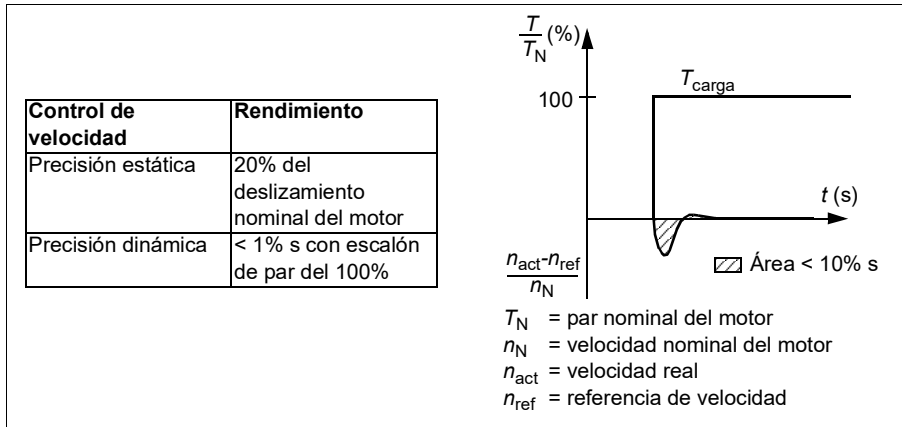 Control de
velocidad
Rendimiento
Precisión estática
20% del
deslizamiento
nominal del motor
Precisión dinámica
< 1% s con escalón
de par del 100%
T
T_N
(%)
T_carga
100
t (s)
n_act-n_ref
n_N
Área < 10% s
T_N = par nominal del motor
n_N = velocidad nominal del motor
n_act = velocidad real
n_ref = referencia de velocidad